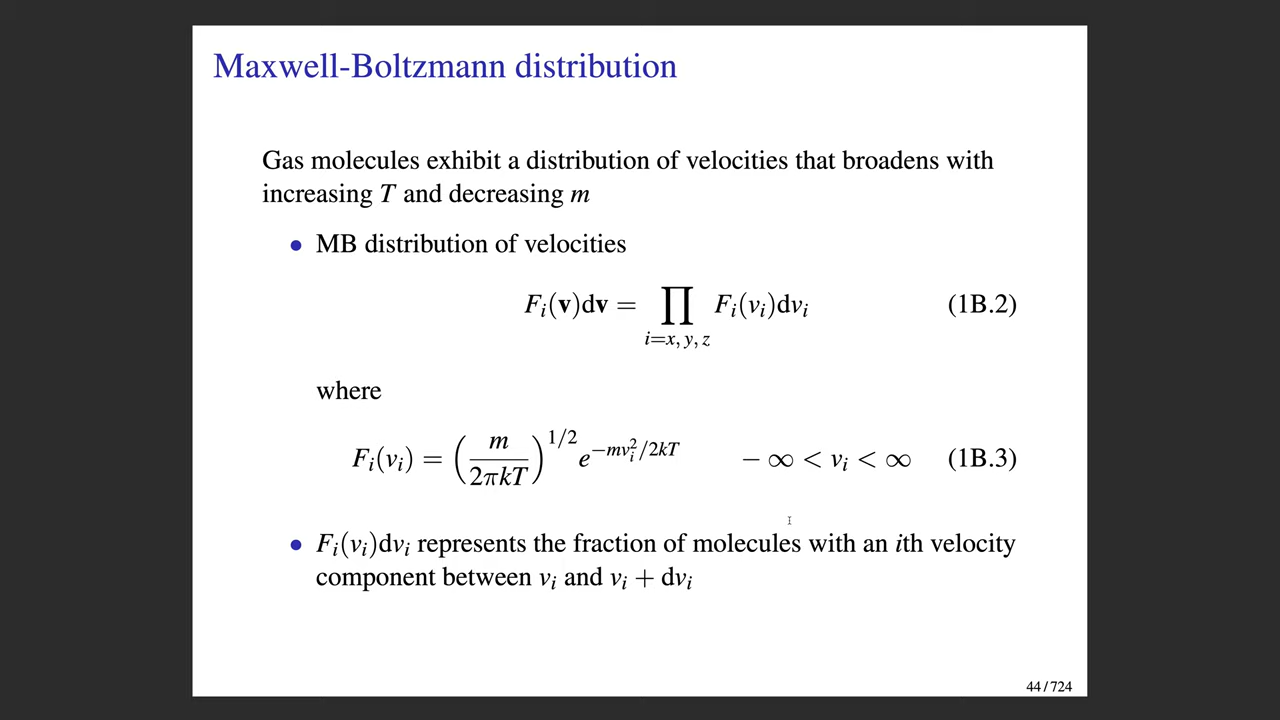 Maxwell-Boltzmann distribution
Gas molecules exhibit a distribution of velocities that broadens with
increasing T and decreasing m
• MB distribution of velocities
F_i(𝐯)d𝐯 = ∏_{i=x,y,z} F_i(v_i)dv_i (1B.2)
where
F_i(v_i) = (m/2πkT)^{1/2} e^{−mv_i^2/2kT} − ∞ < v_i < ∞ (1B.3)
• F_i(v_i)dv_i represents the fraction of molecules with an ith velocity
component between v_i and v_i + dv_i
44/724